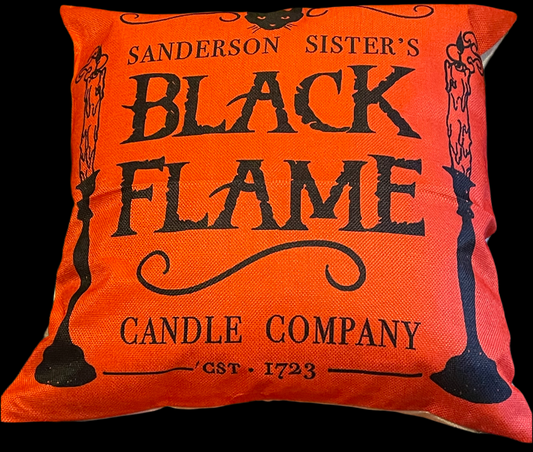 SANDERSON SISTER'S
BLACK
FLAME
CANDLE COMPANY
'CST · 1723